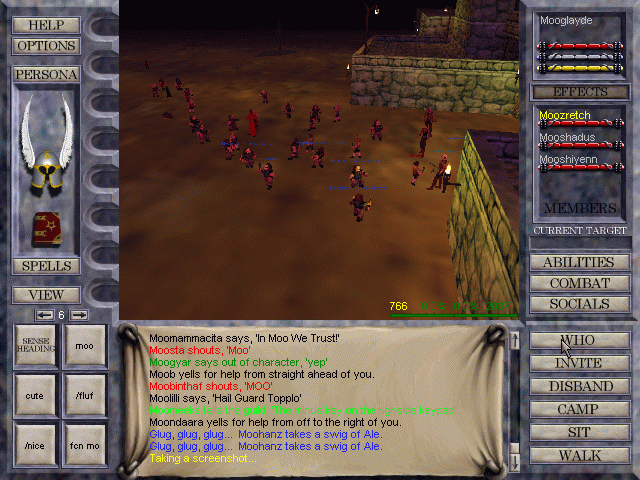 HELP
OPTIONS
PERSONA
SPELLS
VIEW
6
SENSE HEADING
moo
cute
/fluf
/nice
fcn mo
766
Moomammacita says, 'In Moo We Trust!'
Moosta shouts, 'Moo'
Moogyar says out of character, 'yep'
Moob yells for help from straight ahead of you.
Moobinthaf shouts, 'MOO'
Moolilli says, 'Hail Guard Topplo'
Moondaara yells for help from off to the right of you.
Glug, glug, glug... Moohanz takes a swig of Ale.
Glug, glug, glug... Moohanz takes a swig of Ale.
Taking a screenshot...
Mooglayde
EFFECTS
Moozretch
Mooshadus
Mooshiyenn
MEMBERS
CURRENT TARGET
ABILITIES
COMBAT
SOCIALS
WHO
INVITE
DISBAND
CAMP
SIT
WALK